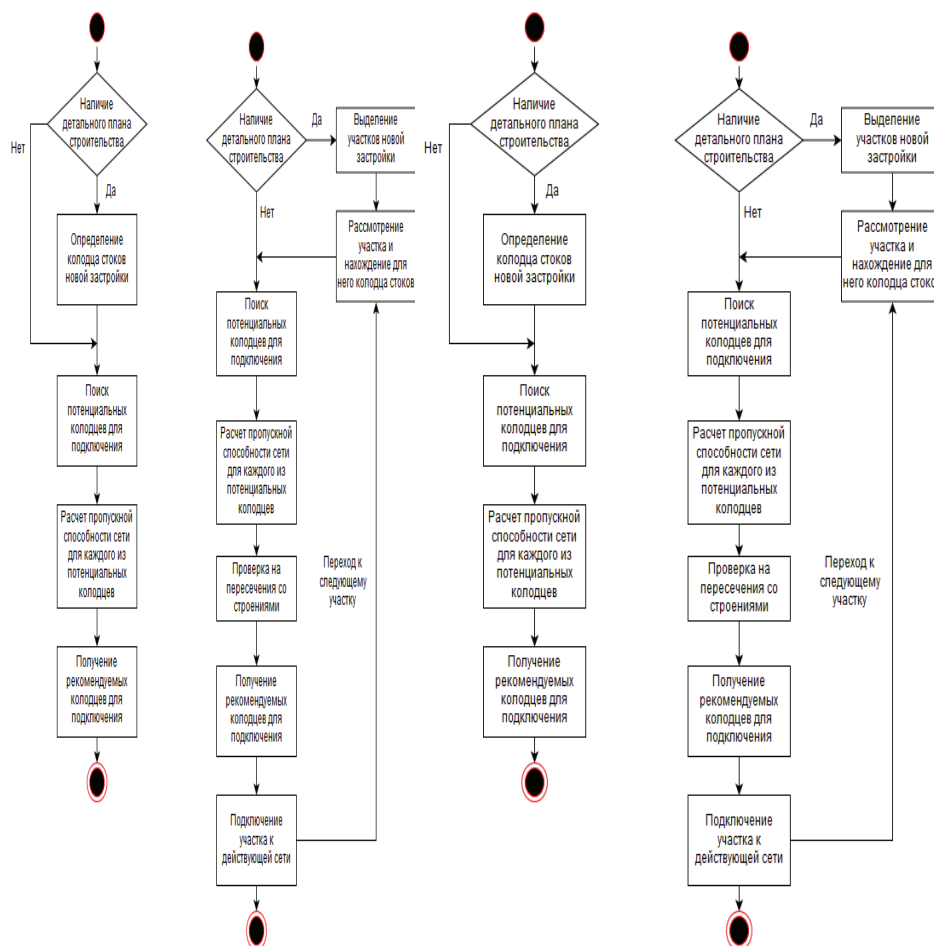 Наличие
детального плана
строительства
Нет
Да
Определение
колодца стоков
новой застройки
Поиск
потенциальных
колодцев для
подключения
Расчет пропускной
способности сети
для каждого из
потенциальных
колодцев
Получение
рекомендуемых
колодцев для
подключения
Наличие
детального плана
строительства
Да
Выделение
участков новой
застройки
Нет
Рассмотрение
участка и
нахождение для
него колодца стоков
Поиск
потенциальных
колодцев для
подключения
Расчет пропускной
способности сети
для каждого из
потенциальных
колодцев
Проверка на
пересечения со
строениями
Переход к
следующему
участку
Получение
рекомендуемых
колодцев для
подключения
Подключение
участка к
действующей сети
Наличие
детального плана
строительства
Нет
Да
Определение
колодца стоков
новой застройки
Поиск
потенциальных
колодцев для
подключения
Расчет пропускной
способности сети
для каждого из
потенциальных
колодцев
Получение
рекомендуемых
колодцев для
подключения
Наличие
детального плана
строительства
Да
Выделение
участков новой
застройки
Нет
Рассмотрение
участка и
нахождение для
него колодца стоков
Поиск
потенциальных
колодцев для
подключения
Расчет пропускной
способности сети
для каждого из
потенциальных
колодцев
Проверка на
пересечения со
строениями
Переход к
следующему
участку
Получение
рекомендуемых
колодцев для
подключения
Подключение
участка к
действующей сети